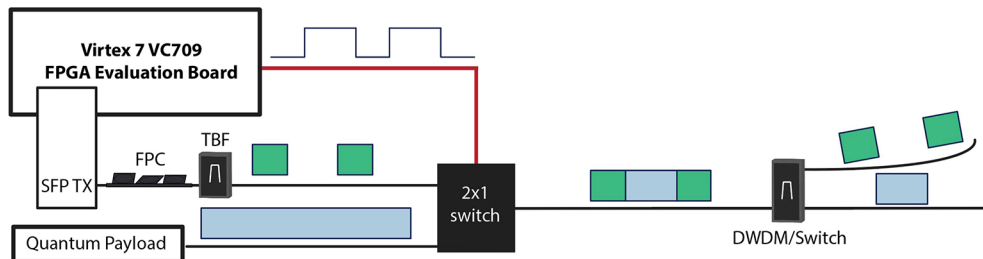 Virtex 7 VC709
FPGA Evaluation Board
TBF
FPC
SFP TX
2x1
switch
Quantum Payload
DWDM/Switch